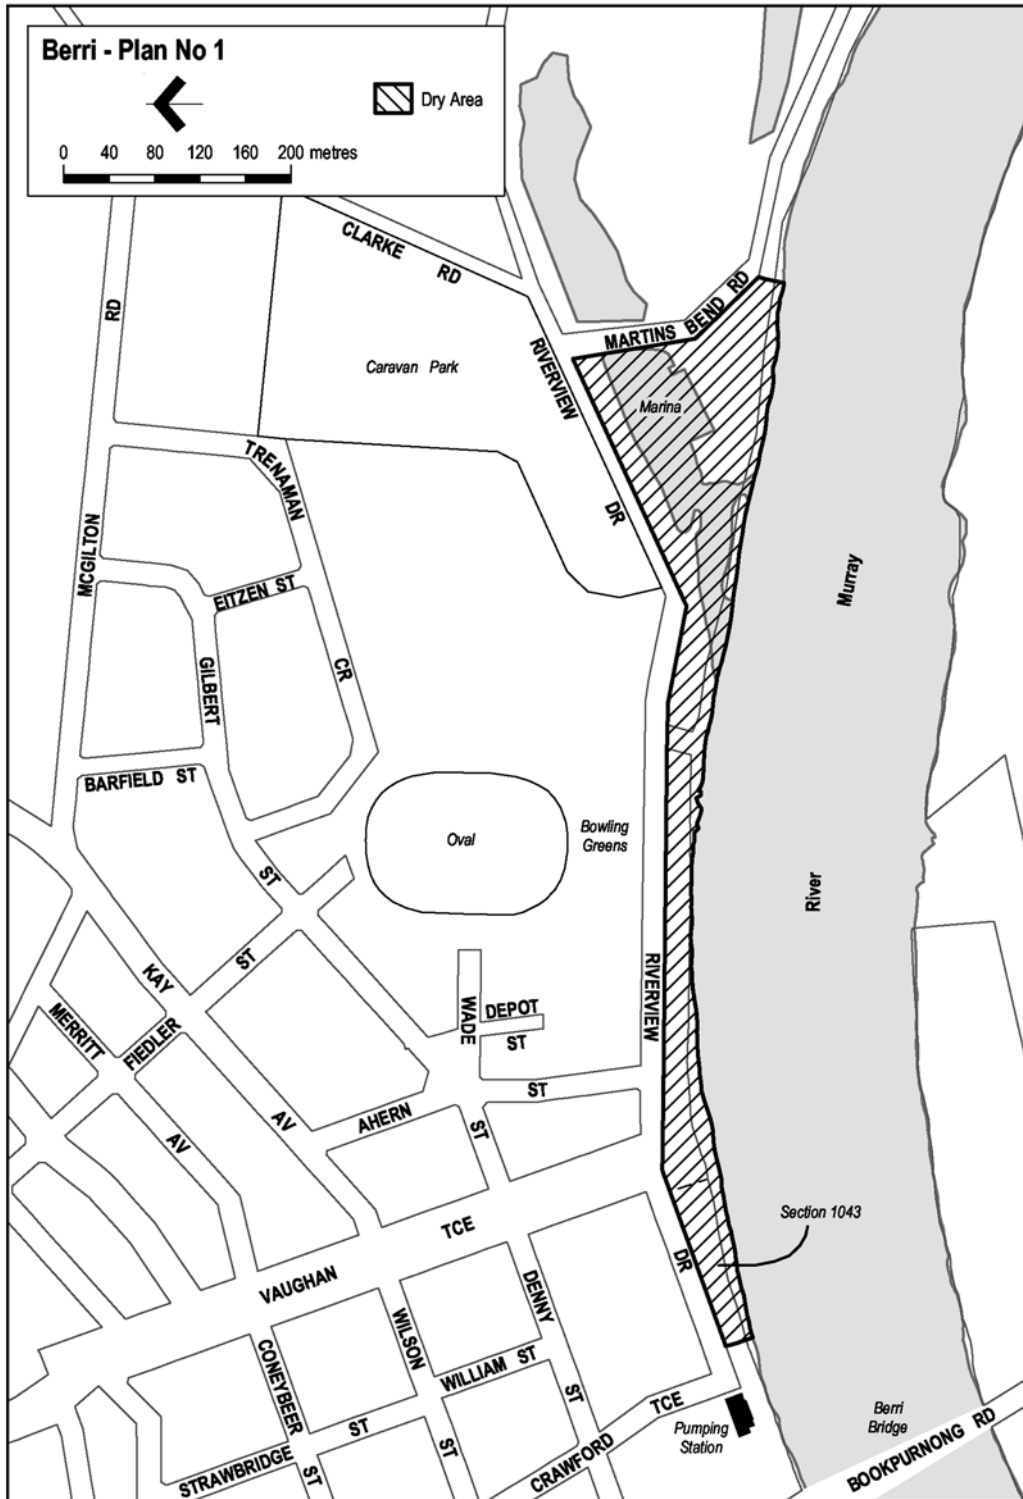 Berri - Plan No 1
Dry Area
0 40 80 120 160 200 metres
CLARKE RD
RD
MARTINS BEND RD
RIVERVIEW
Caravan Park
Marina
TRENAMAN
DR
MCGILTON
Murray
EITZEN ST
GILBERT
CR
BARFIELD ST
Oval
Bowling
Greens
ST
River
ST
KAY
RIVERVIEW
MERRITT
FIEDLER
WADE
DEPOT
ST
ST
AV
AV
AHERN
ST
Section 1043
TCE
DR
VAUGHAN
DENNY
WILSON
CONEYBEER
WILLIAM ST
ST
TCE
Berri
Bridge
Pumping
Station
ST
ST
CRAWFORD
BOOKPURNONG RD
STRAWBRIDGE
ST